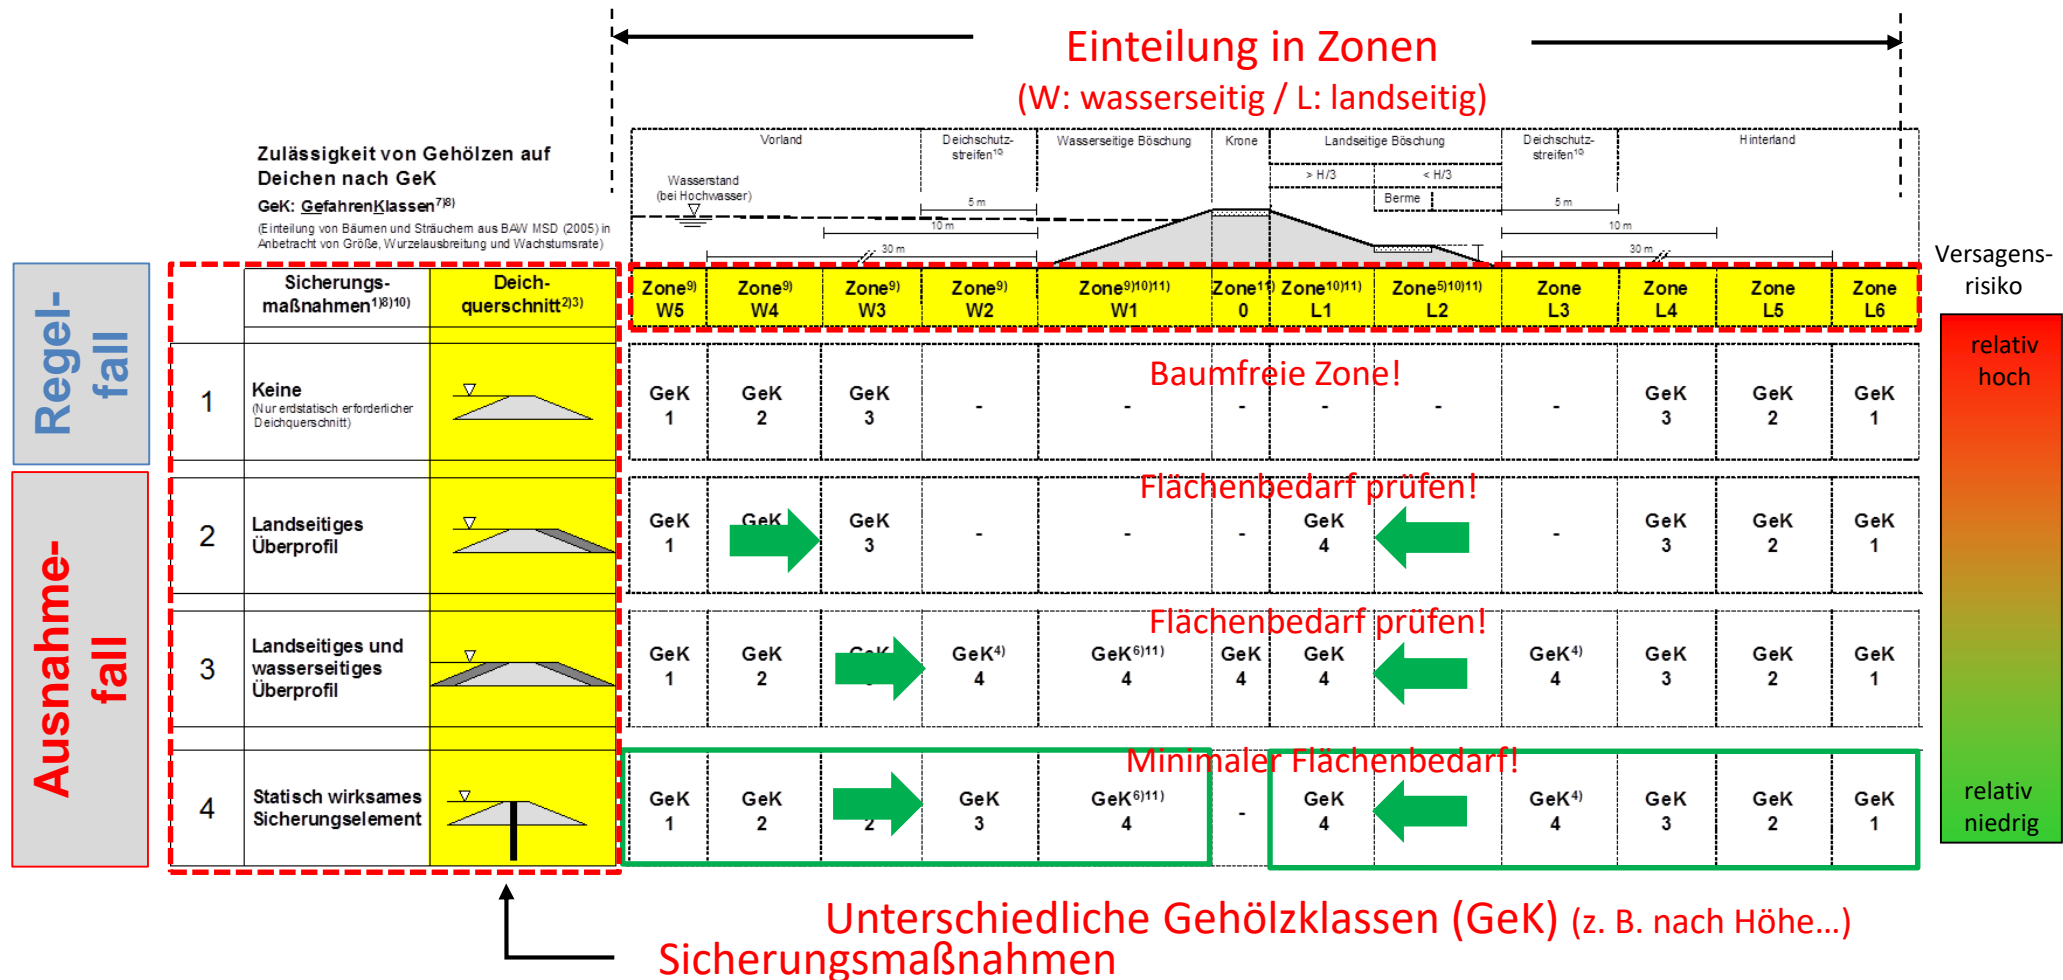 Einteilung in Zonen
(W: wasserseitig / L: landseitig)
Zulässigkeit von Gehölzen auf
Deichen nach GeK
GeK: GefahrenKlassen7)8)
(Einteilung von Bäumen und Sträuchern aus BAW MSD (2005) in
Anbetracht von Größe, Wurzelausbreitung und Wachstumsrate)
Vorland
Deichschutz-
streifen10
Wasserseitige Böschung
Krone
Landseitige Böschung
Deichschutz-
streifen10
Hinterland
> H/3
< H/3
Berme
Wasserstand
(bei Hochwasser)
5 m
10 m
30 m
5 m
10 m
30 m
Regel-
fall
Ausnahme-
fall
Sicherungs-
maßnahmen1)8)10)
Deich-
querschnitt2)3)
Zone9) W5
Zone9) W4
Zone9) W3
Zone9) W2
Zone9)10)11) W1
Zone11) 0
Zone10)11) L1
Zone5)10)11) L2
Zone L3
Zone L4
Zone L5
Zone L6
Versagens-
risiko
relativ
hoch
relativ
niedrig
Baumfreie Zone!
1
Keine
(Nur erdstatisch erforderlicher
Deichquerschnitt)
GeK 1
GeK 2
GeK 3
-
-
-
-
-
-
GeK 3
GeK 2
GeK 1
Flächenbedarf prüfen!
2
Landseitiges
Überprofil
GeK 1
GeK
GeK 3
-
-
-
GeK 4
-
GeK 3
GeK 2
GeK 1
Flächenbedarf prüfen!
3
Landseitiges und
wasserseitiges
Überprofil
GeK 1
GeK 2
GeK4) 4
GeK6)11) 4
GeK 4
GeK 4
GeK4) 4
GeK 3
GeK 2
GeK 1
Minimaler Flächenbedarf!
4
Statisch wirksames
Sicherungselement
GeK 1
GeK 2
2
GeK 3
GeK6)11) 4
-
GeK 4
GeK4) 4
GeK 3
GeK 2
GeK 1
Unterschiedliche Gehölzklassen (GeK) (z. B. nach Höhe...)
Sicherungsmaßnahmen